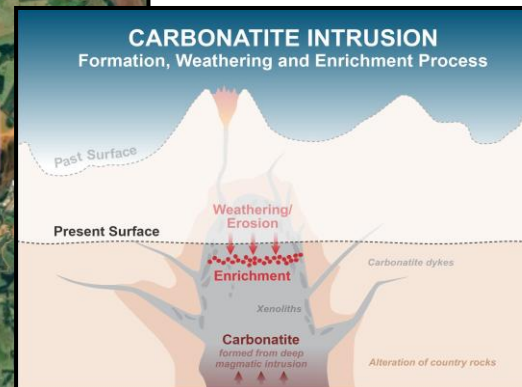 CARBONATITE INTRUSION
Formation, Weathering and Enrichment Process
Past Surface
Weathering/
Erosion
Present Surface
Enrichment
Carbonatite dykes
Xenoliths
Carbonatite
formed from deep
magmatic intrusion
Alteration of country rocks